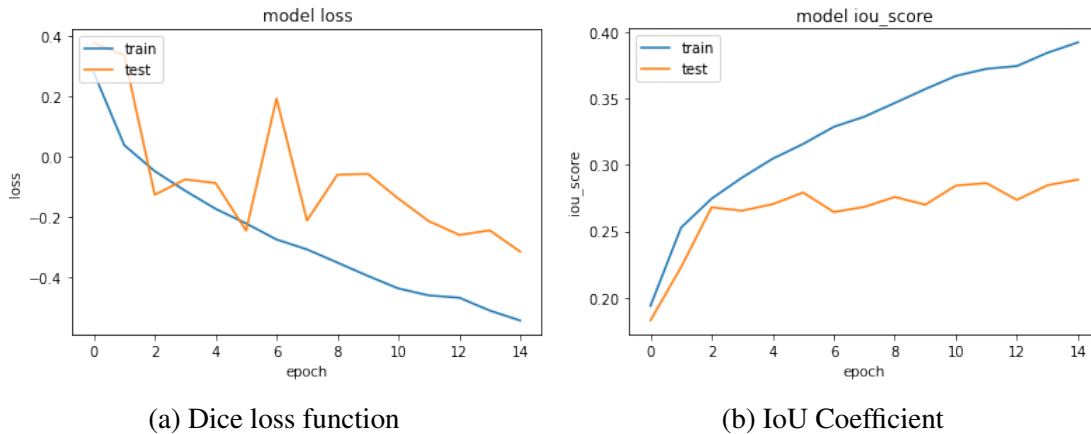 model loss
0.4
0.2
0.0
−0.2
−0.4
loss
train
test
0 2 4 6 8 10 12 14
epoch
(a) Dice loss function
model iou_score
0.40
0.35
0.30
0.25
0.20
iou_score
train
test
0 2 4 6 8 10 12 14
epoch
(b) IoU Coefficient